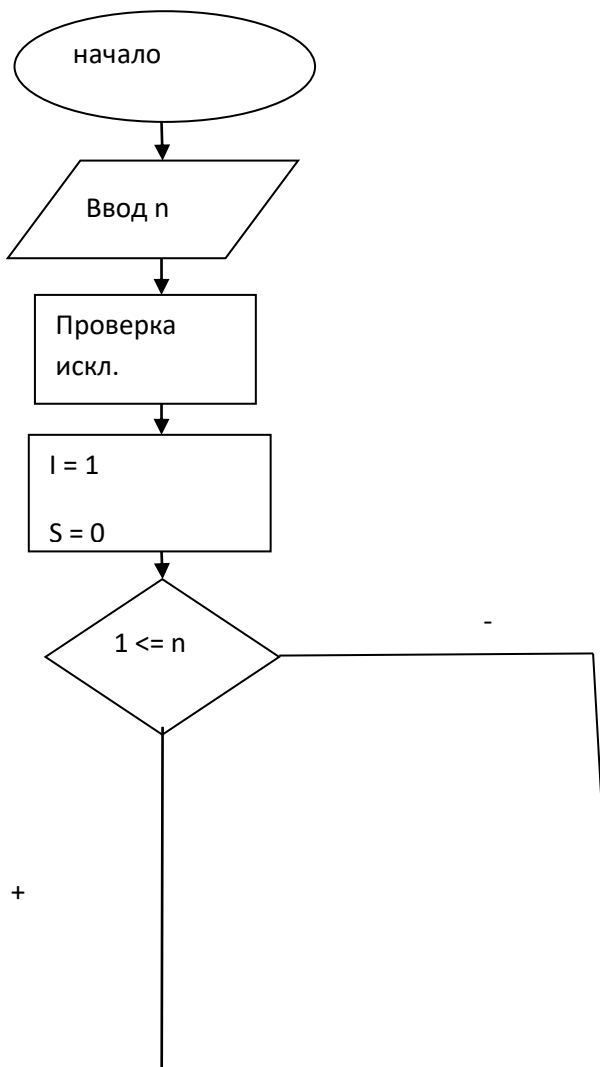 начало
Ввод n
Проверка
искл.
I = 1
S = 0
1 <= n
-
+